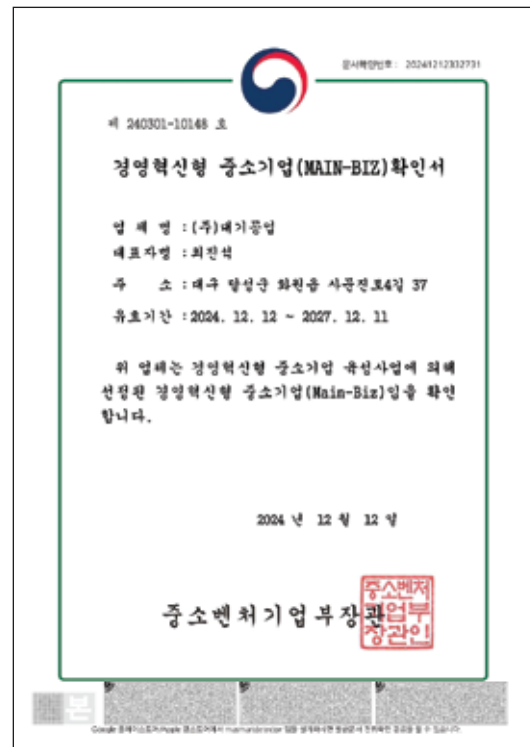 문서확인번호 : 20241212302731
제 240301-10148 호
경영혁신형 중소기업(MAIN-BIZ)확인서
업 체 명 :(주)대기공업
대표자명 :최진석
주 소 :대구 달성군 화원읍 사문진로4길 37
유효기간 :2024. 12. 12 ~ 2027. 12. 11
위 업체는 경영혁신형 중소기업 육성사업에 의해
선정된 경영혁신형 중소기업(Main-Biz)임을 확인
합니다.
2024 년 12 월 12 일
중소벤처기업부장관
중소벤처
기업부
장관인
본